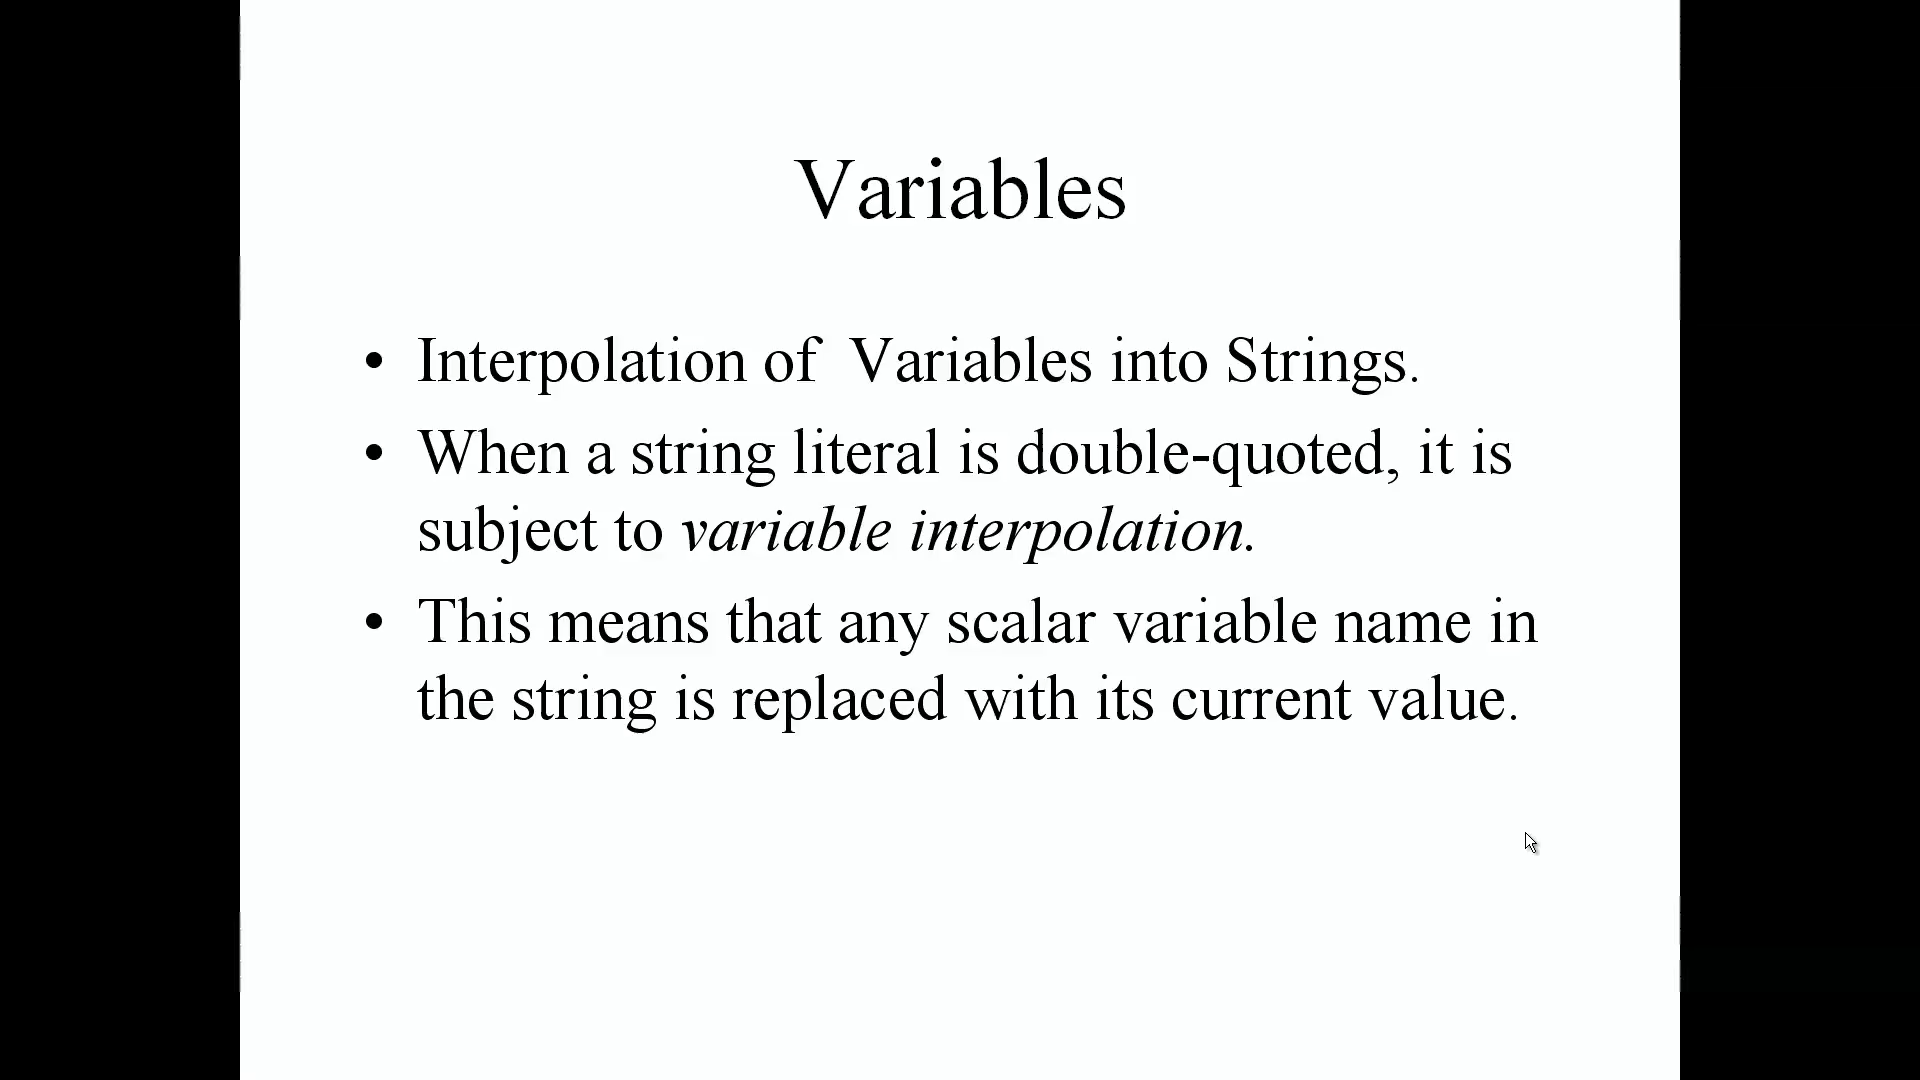 Variables
• Interpolation of  Variables into Strings.
• When a string literal is double-quoted, it is
subject to variable interpolation.
• This means that any scalar variable name in
the string is replaced with its current value.